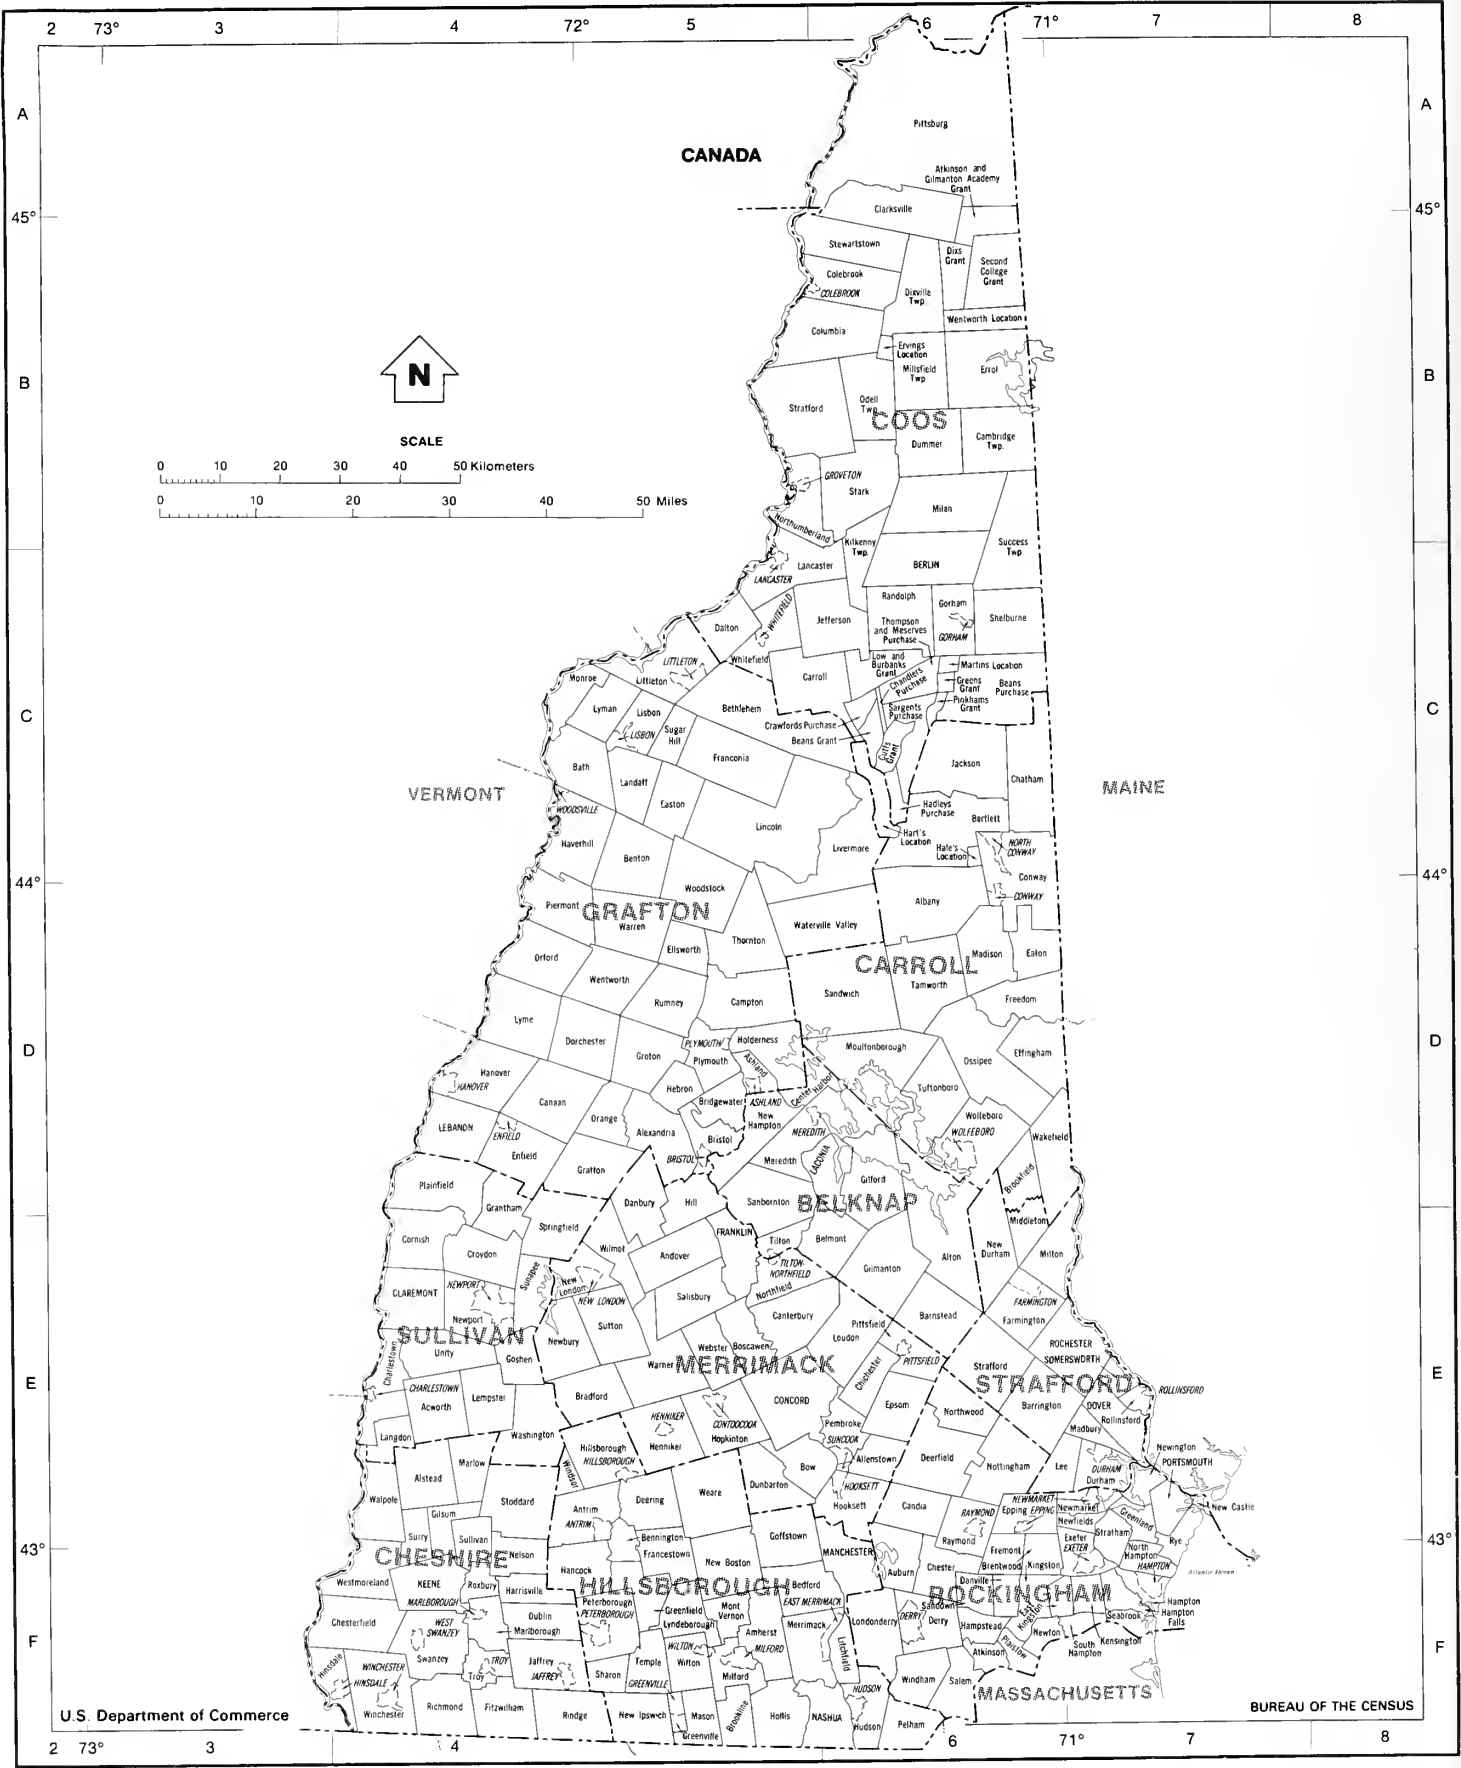 2 73° 3 4 72° 5 6 71° 7 8
A
A
CANADA
Pittsburg
Atkinson and
Gilmanton Academy
Grant
45°
45°
Clarksville
Stewartstown
Dixs
Grant
Second
College
Grant
Colebrook
COLEBROOK
Dixville
Twp
Wentworth Location
Columbia
Ervings
Location
Millsfield
Twp
Errol
N
B
B
Stratford
Odell
Twp
COOS
Dummer
Cambridge
Twp.
SCALE
0 10 20 30 40 50 Kilometers
0 10 20 30 40 50 Miles
GROVETON
Stark
Milan
Northumberland
Kilkenny
Twp.
Success
Twp
BERLIN
Lancaster
LANCASTER
Randolph
Gorham
GORHAM
Shelburne
Dalton
WHITEFIELD
Jefferson
Thompson
and Meserves
Purchase
Whitefield
LITTLETON
Littleton
Low and
Burbanks
Grant
Martins Location
Carroll
Chandlers
Purchase
Greens
Grant
Beans
Purchase
Monroe
Pinkhams
Grant
Sargents
Purchase
Lyman
Lisbon
LISBON
Sugar
Hill
Bethlehem
Crawfords Purchase
Beans Grant
Cutts
Grant
C
C
Franconia
Jackson
Chatham
Bath
Landaff
Easton
VERMONT
MAINE
WOODSVILLE
Lincoln
Hadleys
Purchase
Bartlett
Haverhill
Hart's
Location
Hale's
Location
NORTH
CONWAY
Livermore
Benton
Conway
CONWAY
44°
44°
Woodstock
Piermont
GRAFTON
Warren
Albany
Waterville Valley
Thornton
Ellsworth
Orford
Madison
Eaton
CARROLL
Tamworth
Wentworth
Sandwich
Freedom
Rumney
Campton
Lyme
D
D
Dorchester
PLYMOUTH
Plymouth
Holderness
Moultonborough
Ossipee
Effingham
Groton
Ashland
Hanover
HANOVER
Hebron
Center Harbor
Tuftonboro
Canaan
Bridgewater
ASHLAND
New
Hampton
Orange
Wolfeboro
WOLFEBORO
LEBANON
ENFIELD
Enfield
Alexandria
Bristol
BRISTOL
MEREDITH
Meredith
LACONIA
Wakefield
Grafton
Gilford
Brookfield
Plainfield
Danbury
Hill
Sanbornton
BELKNAP
Grantham
Middleton
Springfield
FRANKLIN
Cornish
Croydon
Wilmot
Andover
Tilton
Belmont
TILTON-
NORTHFIELD
Alton
New
Durham
Milton
Gilmanton
Sunapee
New
London
NEW LONDON
CLAREMONT
NEWPORT
Newport
Northfield
Salisbury
FARMINGTON
Farmington
Sutton
Canterbury
Barnstead
SULLIVAN
Unity
Newbury
Pittsfield
PITTSFIELD
Loudon
ROCHESTER
SOMERSWORTH
Charlestown
Goshen
Webster
Boscawen
Warner
MERRIMACK
Chichester
Strafford
E
E
STRAFFORD
ROLLINSFORD
CHARLESTOWN
Acworth
Lempster
Bradford
CONCORD
Epsom
Northwood
Barrington
DOVER
Rollinsford
HENNIKER
Henniker
CONTOOCOOK
Hopkinton
Pembroke
SUNCOOK
Madbury
Langdon
Washington
Hillsborough
HILLSBOROUGH
Newington
PORTSMOUTH
Allenstown
Deerfield
Nottingham
Lee
DURHAM
Durham
Alstead
Marlow
Windsor
Bow
HOOKSETT
Hooksett
Walpole
Stoddard
Weare
Dunbarton
Deering
Candia
RAYMOND
Raymond
NEWMARKET
Newmarket
Epping EPPING
New Castle
Antrim
ANTRIM
Gilsum
Greenland
Newfields
Surry
Sullivan
Bennington
Goffstown
Exeter
EXETER
Stratham
Rye
43°
43°
CHESHIRE
Nelson
Francestown
MANCHESTER
Fremont
North
Hampton
HAMPTON
Hancock
New Boston
Auburn
Chester
Brentwood
Kingston
Atlantic Ocean
Westmoreland
KEENE
Roxbury
Harrisville
HILLSBOROUGH
Bedford
Danville
ROCKINGHAM
MARLBOROUGH
Peterborough
PETERBOROUGH
Greenfield
EAST MERRIMACK
Sandown
Hampton
Hampton
Falls
Chesterfield
WEST
SWANZEY
Dublin
Marlborough
Mont
Vernon
Lyndeborough
Merrimack
Londonderry
DERRY
Derry
Hampstead
East
Kingston
Seabrook
Newton
Kensington
South
Hampton
F
F
Amherst
MILFORD
Milford
Litchfield
Atkinson
Plaistow
Swanzey
TROY
Troy
Jaffrey
JAFFREY
Sharon
Temple
WILTON
Wilton
Hinsdale
HINSDALE
WINCHESTER
Winchester
GREENVILLE
Windham
Salem
MASSACHUSETTS
Richmond
Fitzwilliam
Rindge
New Ipswich
Mason
Greenville
Brookline
Hollis
NASHUA
HUDSON
Hudson
Pelham
U.S. Department of Commerce
BUREAU OF THE CENSUS
2 73° 3 4 6 71° 7 8